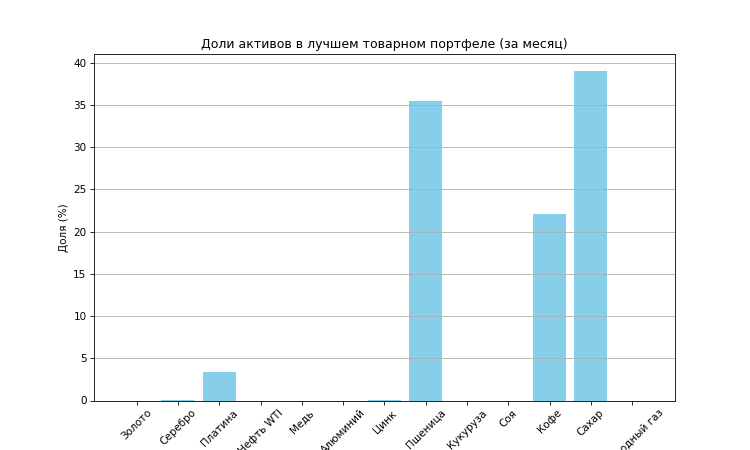 Доли активов в лучшем товарном портфеле (за месяц)
40
35
30
25
20
15
10
5
0
Доля (%)
Золото
Серебро
Платина
Нефть WTI
Медь
Алюминий
Цинк
Пшеница
Кукуруза
Соя
Кофе
Сахар
газ